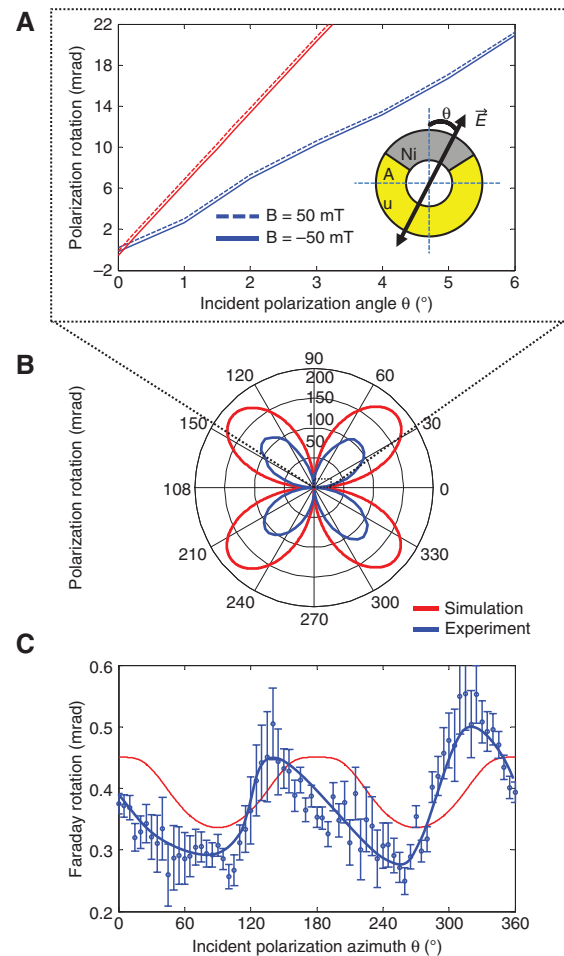 A
Polarization rotation (mrad)
22
18
14
10
6
2
−2
0
1
2
3
4
5
6
Incident polarization angle θ (°)
B = 50 mT
B = −50 mT
θ
E
Ni
A
u
B
Polarization rotation (mrad)
90
120
60
200
150
100
50
150
30
108
0
210
330
240
300
270
Simulation
Experiment
C
Faraday rotation (mrad)
0.6
0.5
0.4
0.3
0.2
0
60
120
180
240
300
360
Incident polarization azimuth θ (°)